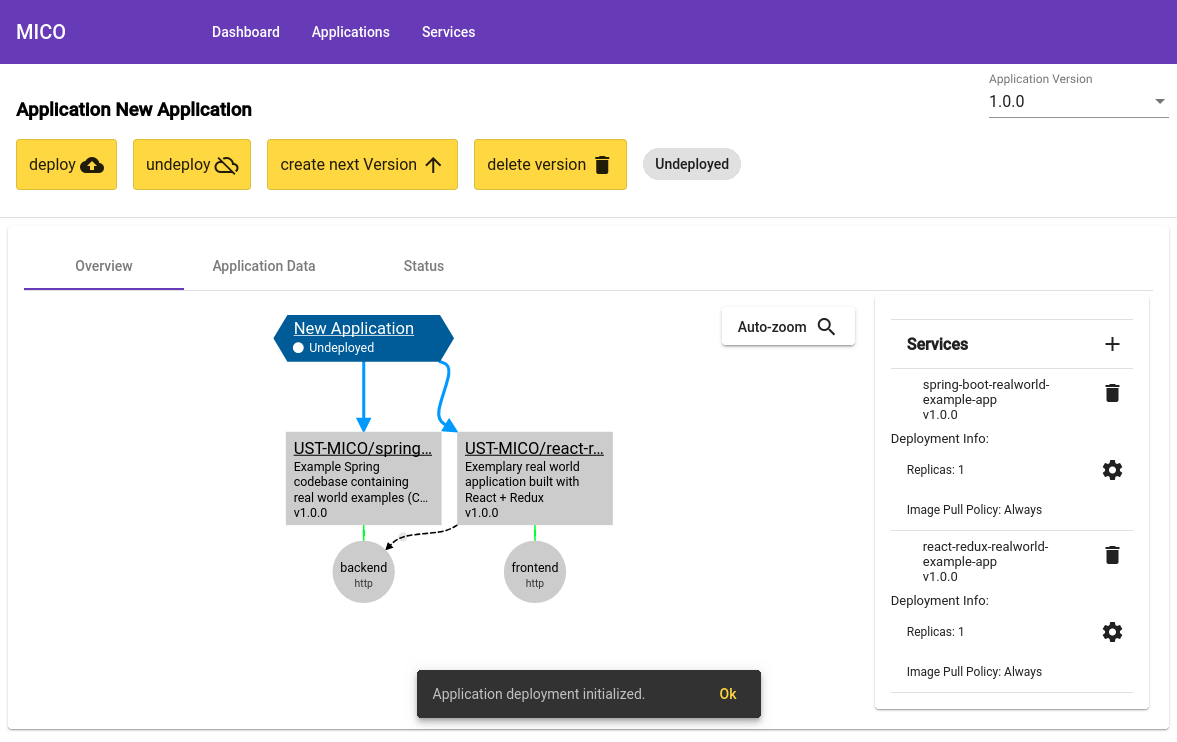 MICO
Dashboard
Applications
Services
Application Version
1.0.0
Application New Application
deploy
undeploy
create next Version
delete version
Undeployed
Overview
Application Data
Status
New Application
Undeployed
Auto-zoom
UST-MICO/spring...
Example Spring
codebase containing
real world examples (C...
v1.0.0
UST-MICO/react-r...
Exemplary real world
application built with
React + Redux
v1.0.0
backend
http
frontend
http
Services
spring-boot-realworld-
example-app
v1.0.0
Deployment Info:
Replicas: 1
Image Pull Policy: Always
react-redux-realworld-
example-app
v1.0.0
Deployment Info:
Replicas: 1
Image Pull Policy: Always
Application deployment initialized.
Ok